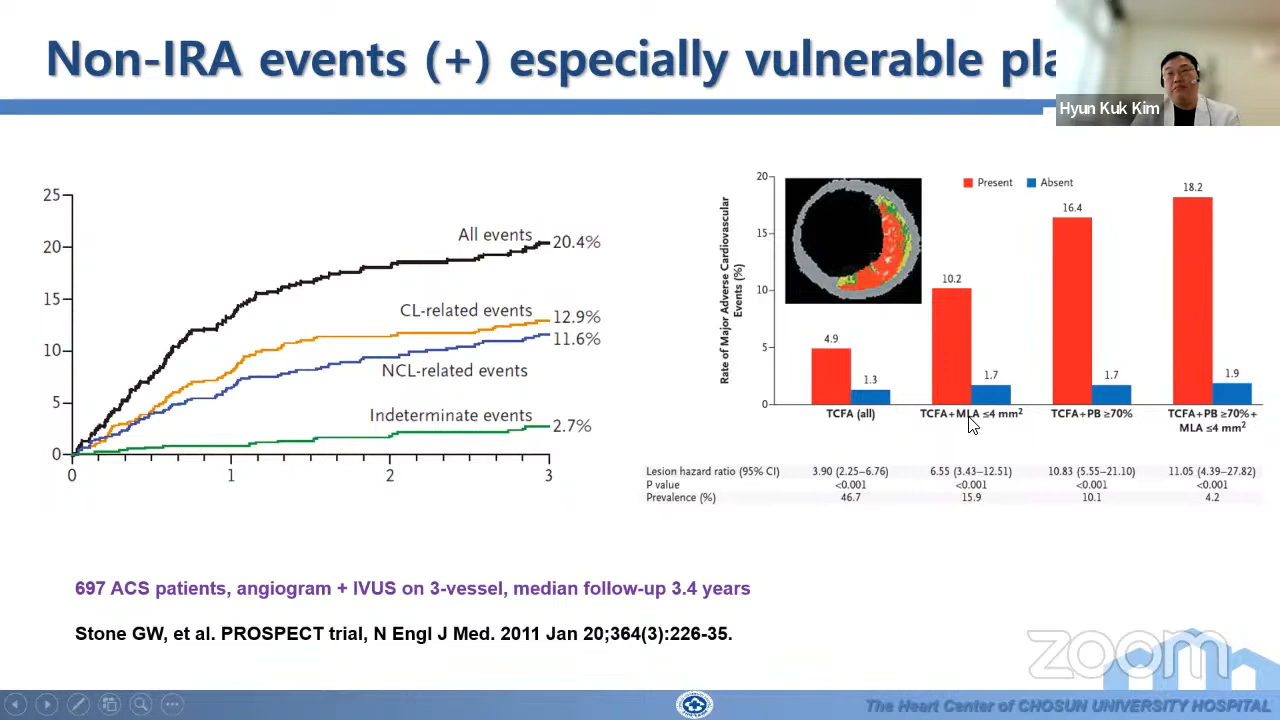 Non-IRA events (+) especially vulnerable pla
Hyun Kuk Kim
25
20
15
10
5
0
0 1 2 3
All events
20.4%
CL-related events
12.9%
11.6%
NCL-related events
Indeterminate events
2.7%
Rate of Major Adverse Cardiovascular
Events (%)
20
15
10
5
0
Present Absent
4.9 1.3 10.2 1.7 16.4 1.7 18.2 1.9
TCFA (all) TCFA+MLA ≤4 mm² TCFA+PB ≥70% TCFA+PB ≥70%+
MLA ≤4 mm²
Lesion hazard ratio (95% CI) 3.90 (2.25–6.76) 6.55 (3.43–12.51) 10.83 (5.55–21.10) 11.05 (4.39–27.82)
P value <0.001 <0.001 <0.001 <0.001
Prevalence (%) 46.7 15.9 10.1 4.2
697 ACS patients, angiogram + IVUS on 3-vessel, median follow-up 3.4 years
Stone GW, et al. PROSPECT trial, N Engl J Med. 2011 Jan 20;364(3):226-35.
zoom
The Heart Center of CHOSUN UNIVERSITY HOSPITAL